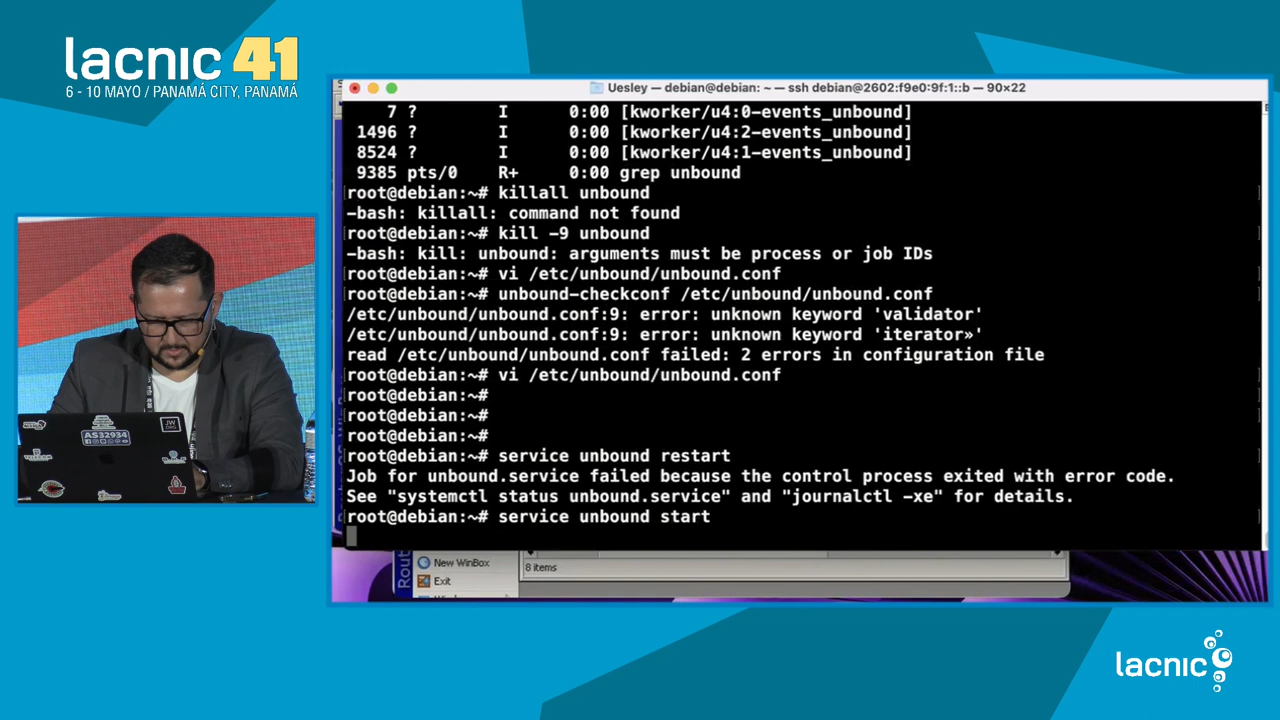 lacnic 41
6 - 10 MAYO / PANAMÁ CITY, PANAMÁ
Uesley — debian@debian: ~ — ssh debian@2602:f9e0:9f:1::b — 90×22
7 ? I 0:00 [kworker/u4:0-events_unbound]
1496 ? I 0:00 [kworker/u4:2-events_unbound]
8524 ? I 0:00 [kworker/u4:1-events_unbound]
9385 pts/0 R+ 0:00 grep unbound
root@debian:~# killall unbound
-bash: killall: command not found
root@debian:~# kill -9 unbound
-bash: kill: unbound: arguments must be process or job IDs
root@debian:~# vi /etc/unbound/unbound.conf
root@debian:~# unbound-checkconf /etc/unbound/unbound.conf
/etc/unbound/unbound.conf:9: error: unknown keyword 'validator'
/etc/unbound/unbound.conf:9: error: unknown keyword 'iterator»'
read /etc/unbound/unbound.conf failed: 2 errors in configuration file
root@debian:~# vi /etc/unbound/unbound.conf
root@debian:~#
root@debian:~#
root@debian:~#
root@debian:~# service unbound restart
Job for unbound.service failed because the control process exited with error code.
See "systemctl status unbound.service" and "journalctl -xe" for details.
root@debian:~# service unbound start
New WinBox
Exit
8 items
Rout
AS32934
JW
lacnic